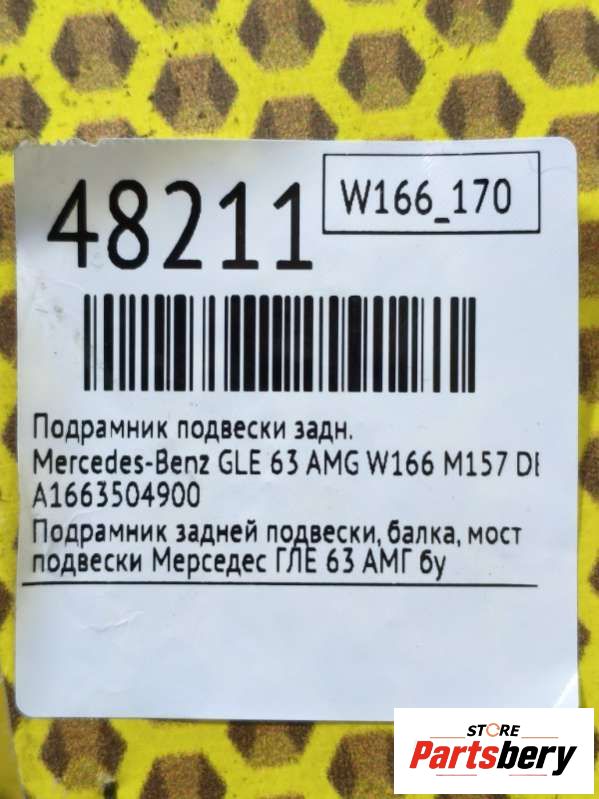 48211
W166_170
Подрамник подвески задн.
Mercedes-Benz GLE 63 AMG W166 M157
A1663504900
Подрамник задней подвески, балка, мост
подвески Мерседес ГЛЕ 63 АМГ бу
STORE
Partsbery